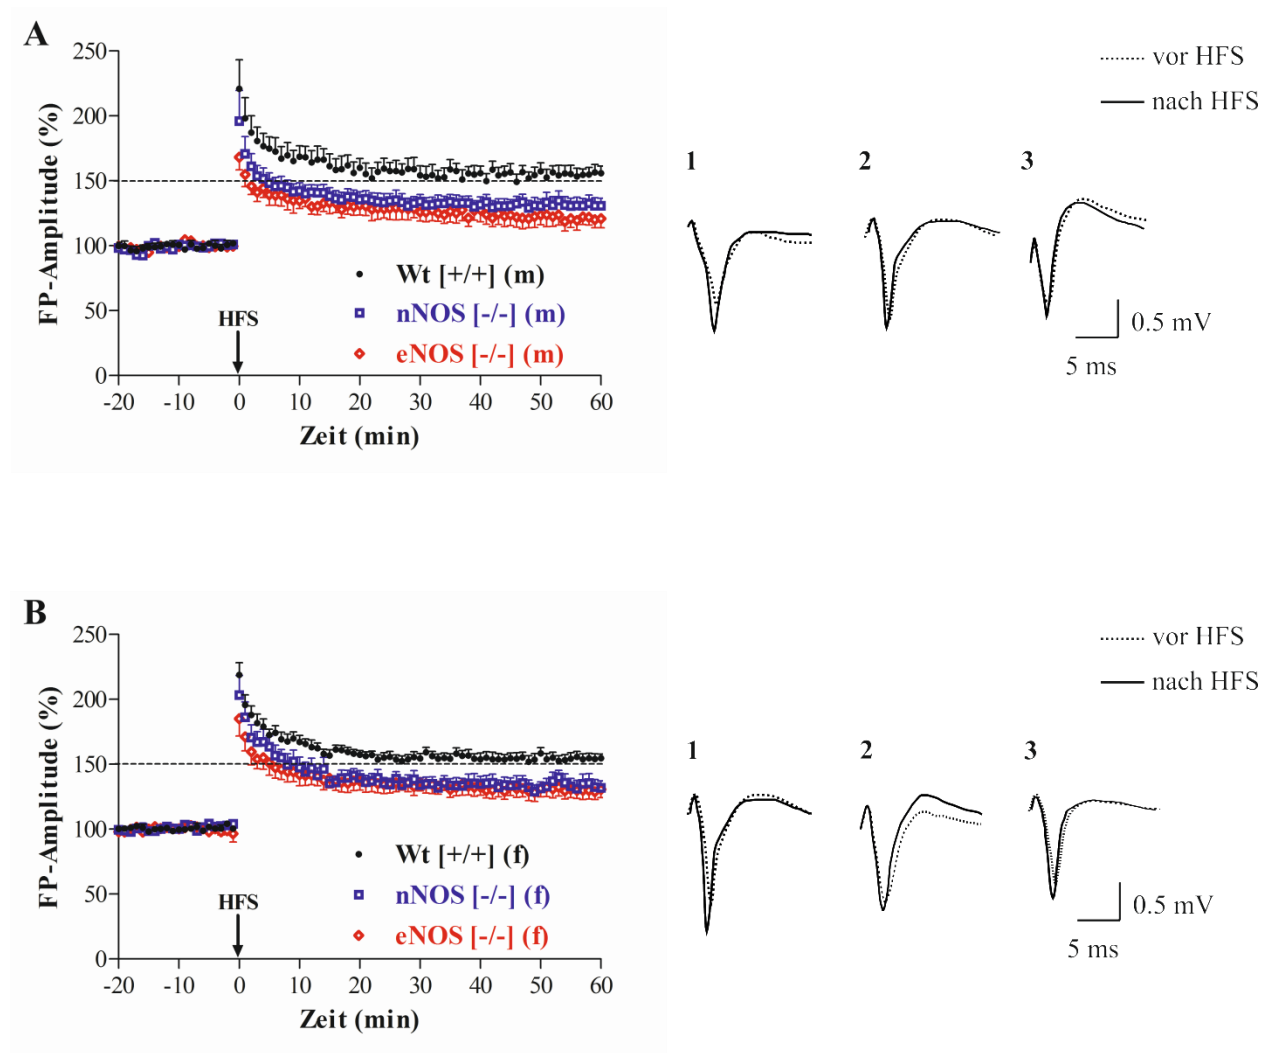 A
250
200
150
100
50
0
FP-Amplitude (%)
HFS
Wt [+/+] (m)
nNOS [-/-] (m)
eNOS [-/-] (m)
-20 -10 0 10 20 30 40 50 60
Zeit (min)
vor HFS
nach HFS
1 2 3
0.5 mV
5 ms
B
250
200
150
100
50
0
FP-Amplitude (%)
HFS
Wt [+/+] (f)
nNOS [-/-] (f)
eNOS [-/-] (f)
-20 -10 0 10 20 30 40 50 60
Zeit (min)
vor HFS
nach HFS
1 2 3
0.5 mV
5 ms